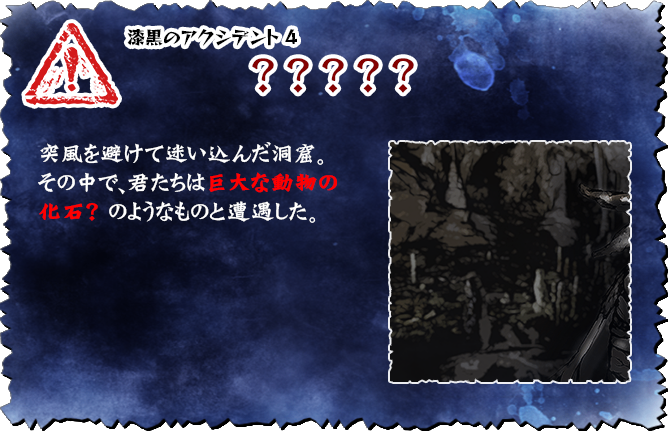 漆黒のアクシデント4
?????
突風を避けて迷い込んだ洞窟。
その中で、君たちは巨大な動物の
化石?のようなものと遭遇した。